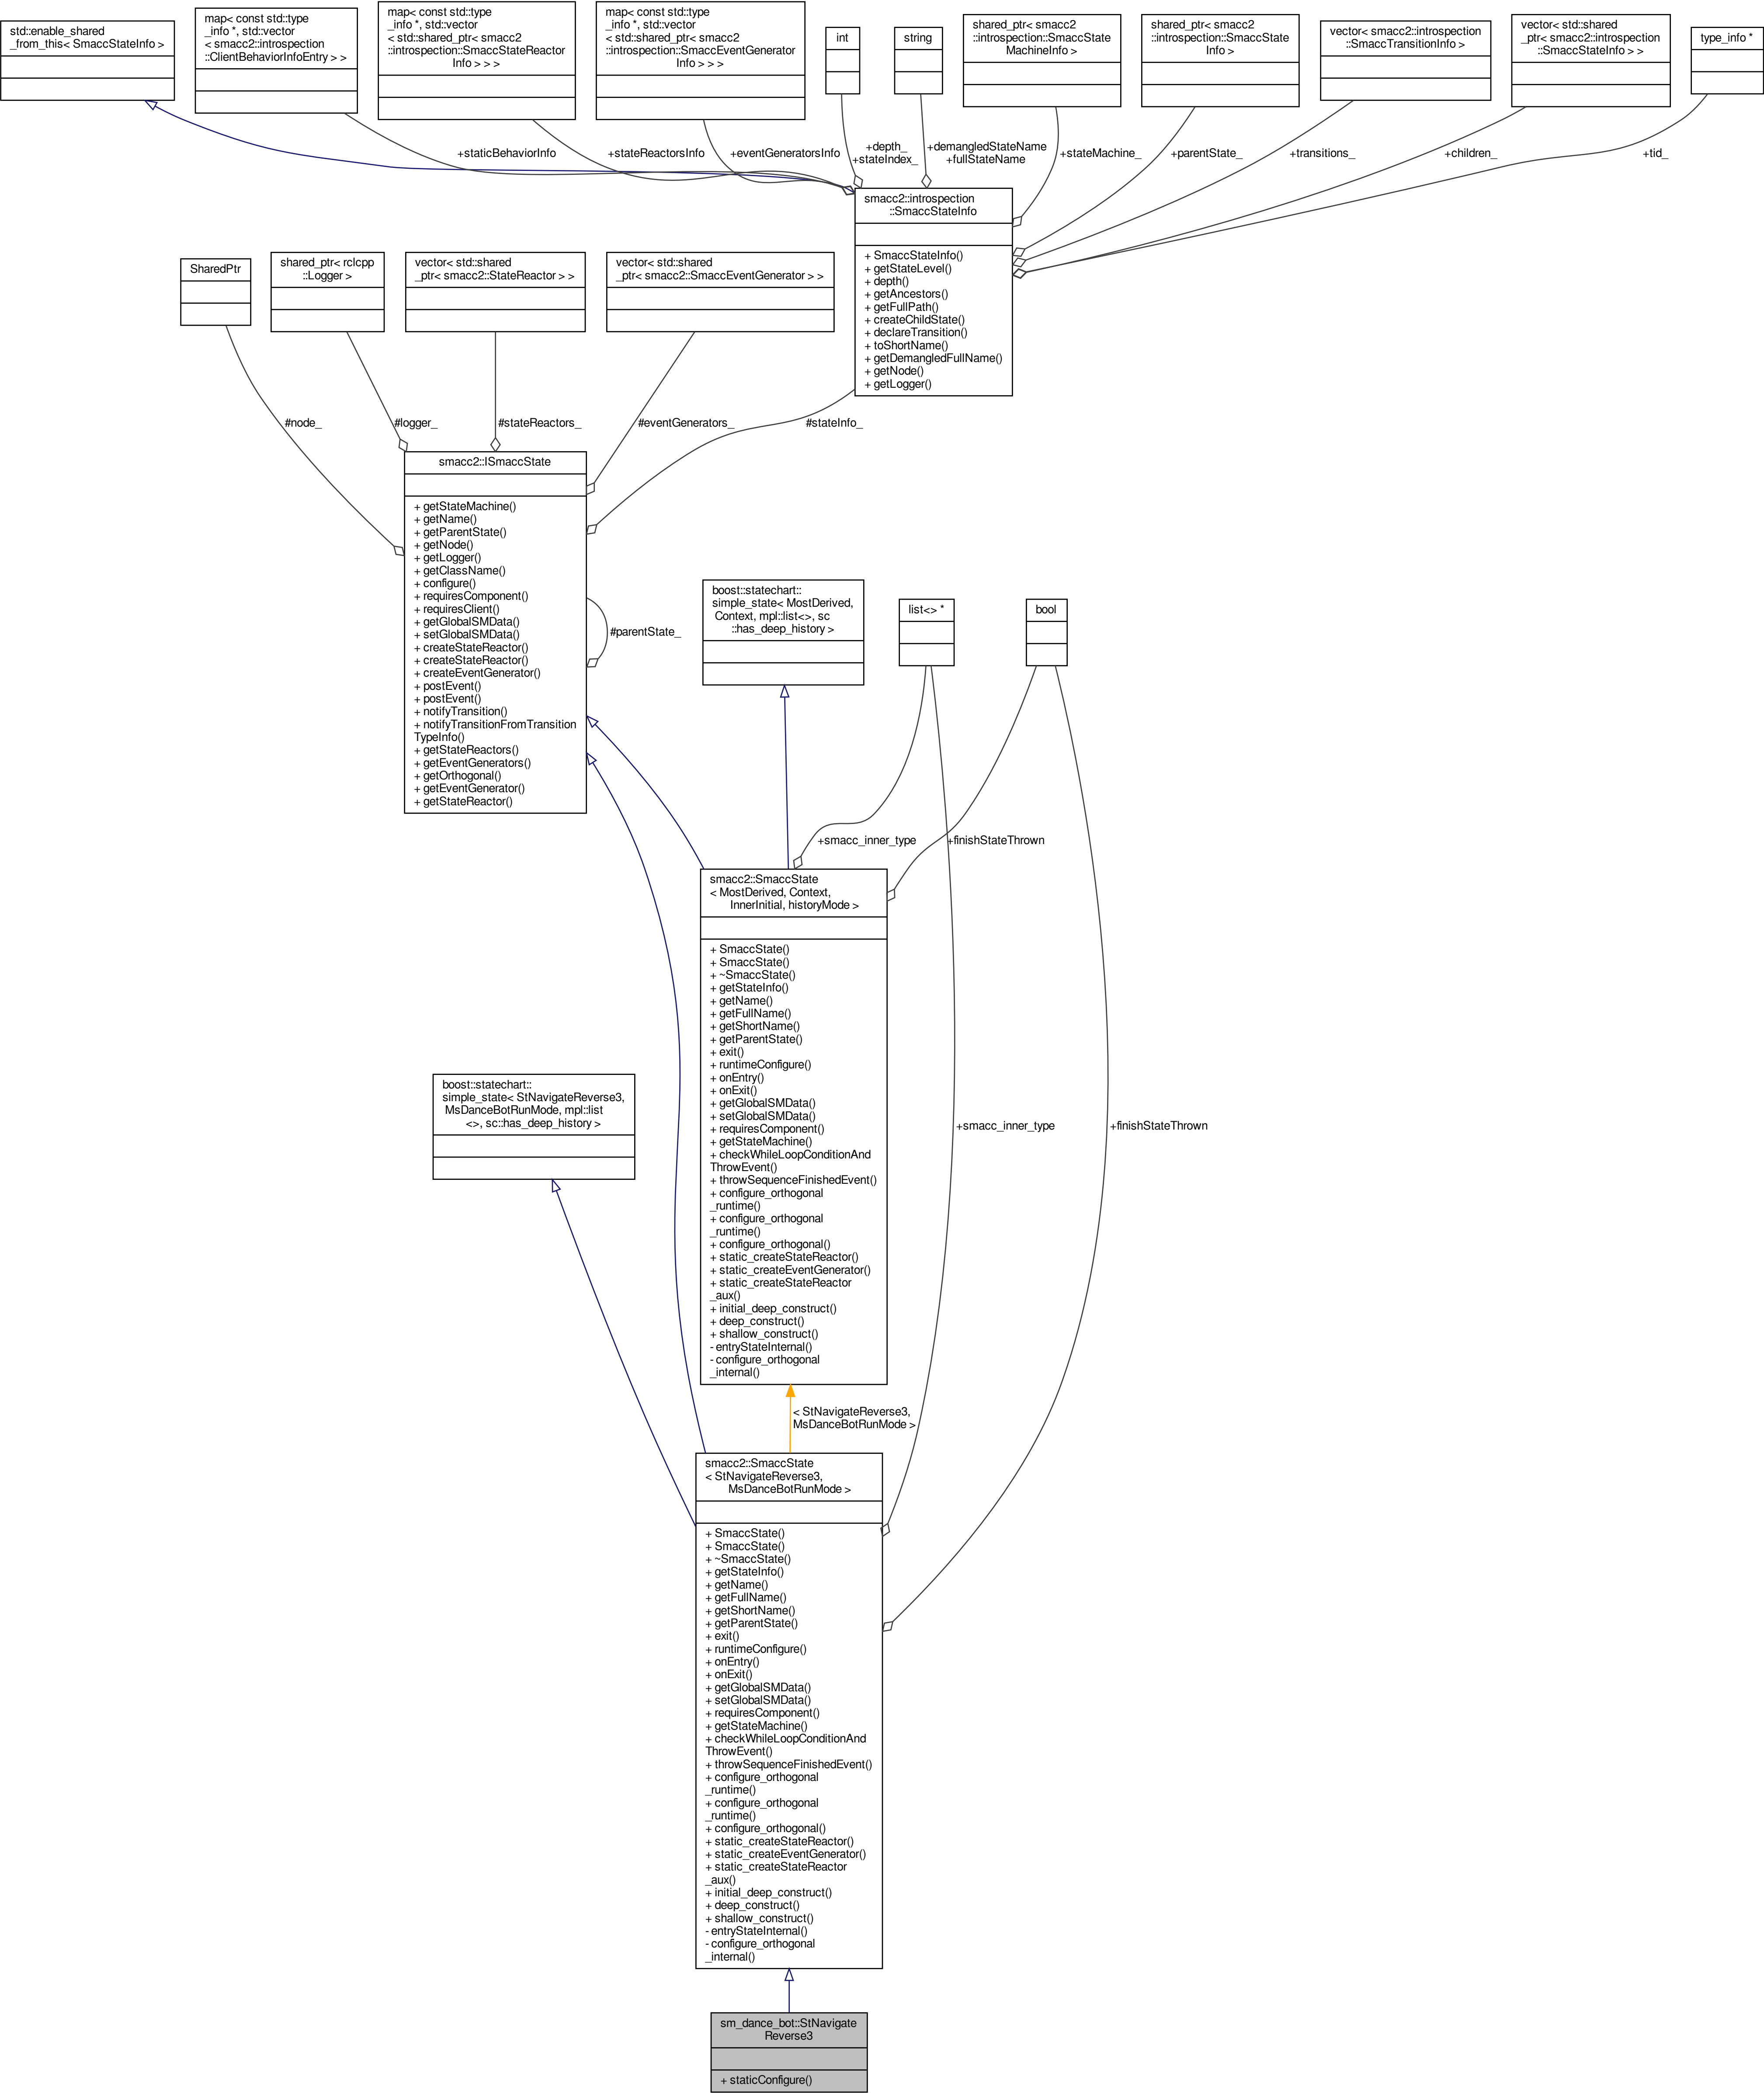 std::enable_shared
_from_this< SmaccStateInfo >
map< const std::type
_info *, std::vector
< smacc2::introspection
::ClientBehaviorInfoEntry > >
map< const std::type
_info *, std::vector
< std::shared_ptr< smacc2
::introspection::SmaccStateReactor
Info > > >
map< const std::type
_info *, std::vector
< std::shared_ptr< smacc2
::introspection::SmaccEventGenerator
Info > > >
int
string
shared_ptr< smacc2
::introspection::SmaccState
MachineInfo >
shared_ptr< smacc2
::introspection::SmaccState
Info >
vector< smacc2::introspection
::SmaccTransitionInfo >
vector< std::shared
_ptr< smacc2::introspection
::SmaccStateInfo > >
type_info *
+staticBehaviorInfo
+stateReactorsInfo
+eventGeneratorsInfo
+depth_
+stateIndex_
+demangledStateName
+fullStateName
+stateMachine_
+parentState_
+transitions_
+children_
+tid_
smacc2::introspection
::SmaccStateInfo
+ SmaccStateInfo()
+ getStateLevel()
+ depth()
+ getAncestors()
+ getFullPath()
+ createChildState()
+ declareTransition()
+ toShortName()
+ getDemangledFullName()
+ getNode()
+ getLogger()
SharedPtr
shared_ptr< rclcpp
::Logger >
vector< std::shared
_ptr< smacc2::StateReactor > >
vector< std::shared
_ptr< smacc2::SmaccEventGenerator > >
#node_
#logger_
#stateReactors_
#eventGenerators_
#stateInfo_
smacc2::ISmaccState
+ getStateMachine()
+ getName()
+ getParentState()
+ getNode()
+ getLogger()
+ getClassName()
+ configure()
+ requiresComponent()
+ requiresClient()
+ getGlobalSMData()
+ setGlobalSMData()
+ createStateReactor()
+ createStateReactor()
+ createEventGenerator()
+ postEvent()
+ postEvent()
+ notifyTransition()
+ notifyTransitionFromTransition
TypeInfo()
+ getStateReactors()
+ getEventGenerators()
+ getOrthogonal()
+ getEventGenerator()
+ getStateReactor()
#parentState_
boost::statechart::
simple_state< MostDerived,
Context, mpl::list<>, sc
::has_deep_history >
list<> *
bool
+smacc_inner_type
+finishStateThrown
smacc2::SmaccState
< MostDerived, Context,
InnerInitial, historyMode >
+ SmaccState()
+ SmaccState()
+ ~SmaccState()
+ getStateInfo()
+ getName()
+ getFullName()
+ getShortName()
+ getParentState()
+ exit()
+ runtimeConfigure()
+ onEntry()
+ onExit()
+ getGlobalSMData()
+ setGlobalSMData()
+ requiresComponent()
+ getStateMachine()
+ checkWhileLoopConditionAnd
ThrowEvent()
+ throwSequenceFinishedEvent()
+ configure_orthogonal
_runtime()
+ configure_orthogonal
_runtime()
+ configure_orthogonal()
+ static_createStateReactor()
+ static_createEventGenerator()
+ static_createStateReactor
_aux()
+ initial_deep_construct()
+ deep_construct()
+ shallow_construct()
- entryStateInternal()
- configure_orthogonal
_internal()
boost::statechart::
simple_state< StNavigateReverse3,
MsDanceBotRunMode, mpl::list
<>, sc::has_deep_history >
+smacc_inner_type
+finishStateThrown
< StNavigateReverse3,
MsDanceBotRunMode >
smacc2::SmaccState
< StNavigateReverse3,
MsDanceBotRunMode >
+ SmaccState()
+ SmaccState()
+ ~SmaccState()
+ getStateInfo()
+ getName()
+ getFullName()
+ getShortName()
+ getParentState()
+ exit()
+ runtimeConfigure()
+ onEntry()
+ onExit()
+ getGlobalSMData()
+ setGlobalSMData()
+ requiresComponent()
+ getStateMachine()
+ checkWhileLoopConditionAnd
ThrowEvent()
+ throwSequenceFinishedEvent()
+ configure_orthogonal
_runtime()
+ configure_orthogonal
_runtime()
+ configure_orthogonal()
+ static_createStateReactor()
+ static_createEventGenerator()
+ static_createStateReactor
_aux()
+ initial_deep_construct()
+ deep_construct()
+ shallow_construct()
- entryStateInternal()
- configure_orthogonal
_internal()
sm_dance_bot::StNavigate
Reverse3
+ staticConfigure()